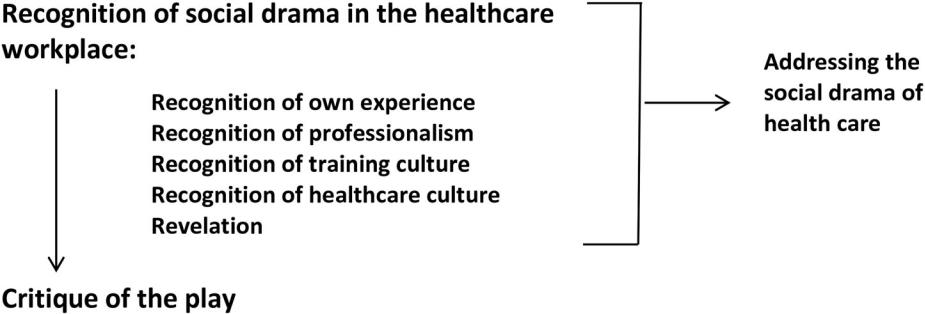 Recognition of social drama in the healthcare
workplace:
Recognition of own experience
Recognition of professionalism
Recognition of training culture
Recognition of healthcare culture
Revelation
Critique of the play
Addressing the
social drama of
health care